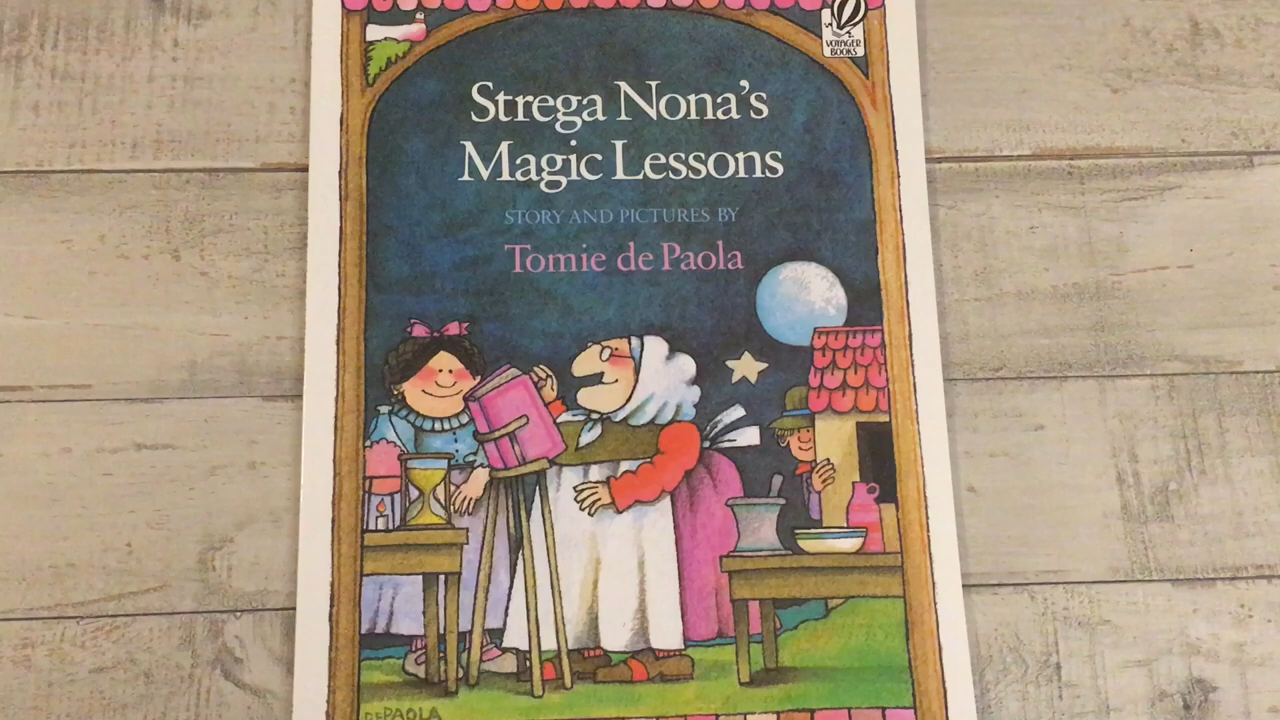 VOYAGER
BOOKS
Strega Nona's
Magic Lessons
STORY AND PICTURES BY
Tomie de Paola
DEPAOLA